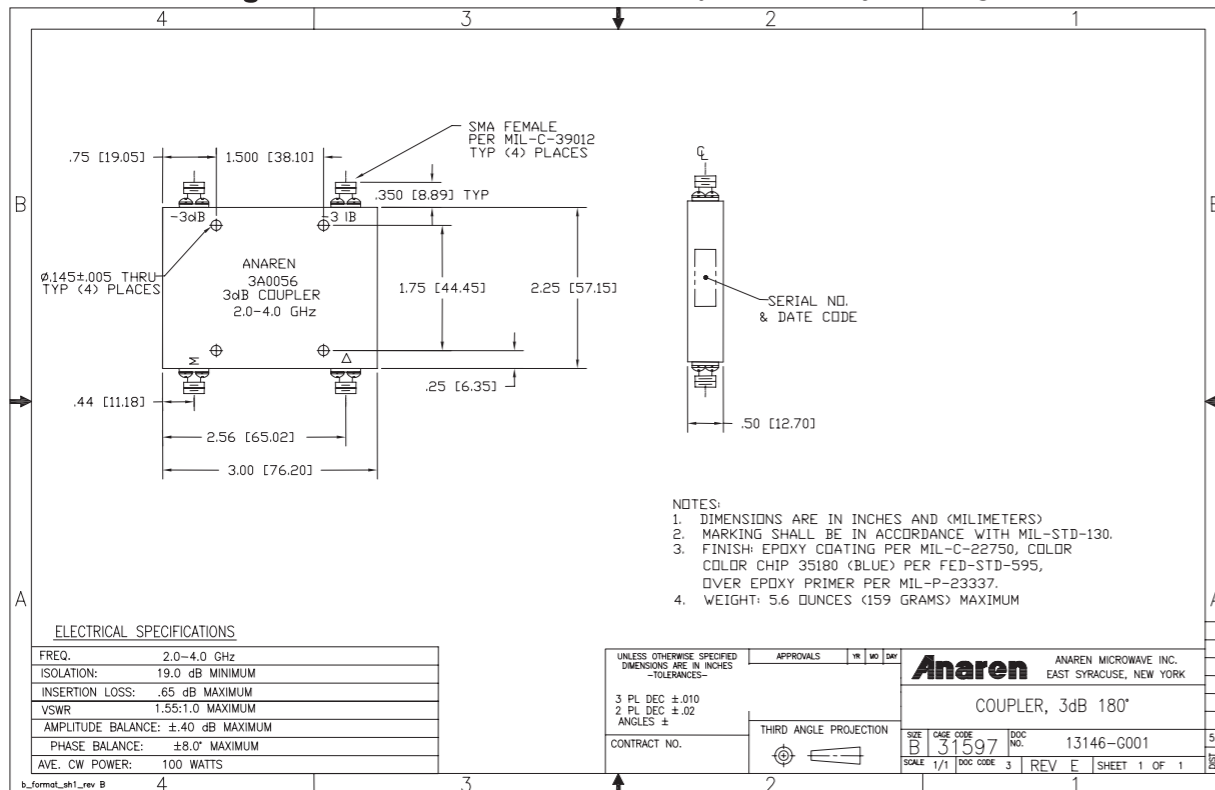 4 3 2 1
SMA FEMALE
PER MIL-C-39012
TYP (4) PLACES
.75 [19.05]
1.500 [38.10]
.350 [8.89] TYP
B
-3dB
-3 IB
Ø.145±.005 THRU
TYP (4) PLACES
ANAREN
3A0056
3dB COUPLER
2.0-4.0 GHz
1.75 [44.45]
2.25 [57.15]
Σ
Δ
.25 [6.35]
.44 [11.18]
2.56 [65.02]
3.00 [76.20]
SERIAL NO.
& DATE CODE
.50 [12.70]
NOTES:
1. DIMENSIONS ARE IN INCHES AND (MILIMETERS)
2. MARKING SHALL BE IN ACCORDANCE WITH MIL-STD-130.
3. FINISH: EPOXY COATING PER MIL-C-22750, COLOR
COLOR CHIP 35180 (BLUE) PER FED-STD-595,
OVER EPOXY PRIMER PER MIL-P-23337.
4. WEIGHT: 5.6 OUNCES (159 GRAMS) MAXIMUM
A
ELECTRICAL SPECIFICATIONS
FREQ. 2.0-4.0 GHz
ISOLATION: 19.0 dB MINIMUM
INSERTION LOSS: .65 dB MAXIMUM
VSWR 1.55:1.0 MAXIMUM
AMPLITUDE BALANCE: ±.40 dB MAXIMUM
PHASE BALANCE: ±8.0° MAXIMUM
AVE. CW POWER: 100 WATTS
UNLESS OTHERWISE SPECIFIED
DIMENSIONS ARE IN INCHES
-TOLERANCES-
3 PL DEC ±.010
2 PL DEC ±.02
ANGLES ±
CONTRACT NO.
APPROVALS YR MO DAY
THIRD ANGLE PROJECTION
Anaren
ANAREN MICROWAVE INC.
EAST SYRACUSE, NEW YORK
COUPLER, 3dB 180°
SIZE B
CAGE CODE 31597
DOC NO. 13146-G001
SCALE 1/1 DOC CODE 3 REV E SHEET 1 OF 1
b_format_sh1_rev B
4 3 2 1